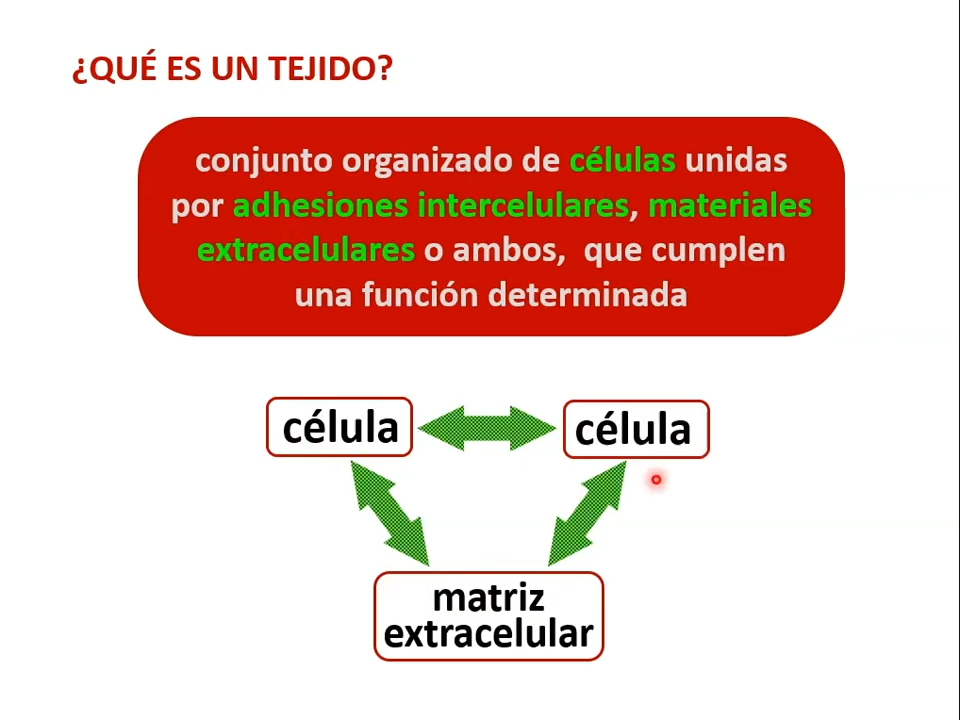 ¿QUÉ ES UN TEJIDO?
conjunto organizado de células unidas
por adhesiones intercelulares, materiales
extracelulares o ambos, que cumplen
una función determinada
célula
célula
matriz
extracelular